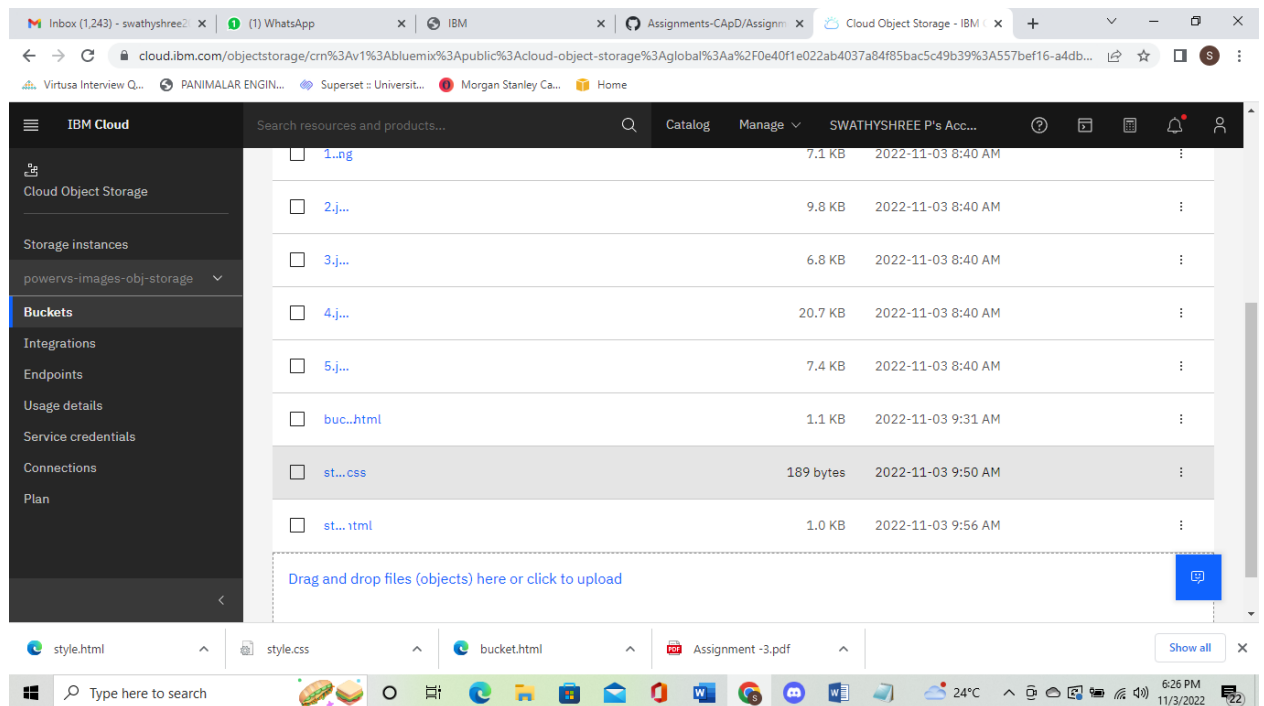 Inbox (1,243) - swathyshree2
1 (1) WhatsApp
IBM
Assignments-CApD/Assignm
Cloud Object Storage - IBM
cloud.ibm.com/objectstorage/crn%3Av1%3Abluemix%3Apublic%3Acloud-object-storage%3Aglobal%3Aa%2F0e40f1e022ab4037a84f85bac5c49b39%3A557bef16-a4db...
S
Virtusa Interview Q...
PANIMALAR ENGIN...
Superset :: Universit...
Morgan Stanley Ca...
Home
IBM Cloud
Search resources and products...
Catalog
Manage
SWATHYSHREE P's Acc...
Cloud Object Storage
Storage instances
powervs-images-obj-storage
Buckets
Integrations
Endpoints
Usage details
Service credentials
Connections
Plan
1..ng 7.1 KB 2022-11-03 8:40 AM
2.j... 9.8 KB 2022-11-03 8:40 AM
3.j... 6.8 KB 2022-11-03 8:40 AM
4.j... 20.7 KB 2022-11-03 8:40 AM
5.j... 7.4 KB 2022-11-03 8:40 AM
buc...html 1.1 KB 2022-11-03 9:31 AM
st...css 189 bytes 2022-11-03 9:50 AM
st... 1.0 KB 2022-11-03 9:56 AM
Drag and drop files (objects) here or click to upload
style.html
style.css
bucket.html
PDF
Assignment -3.pdf
Show all
Type here to search
24°C
6:26 PM
11/3/2022
22